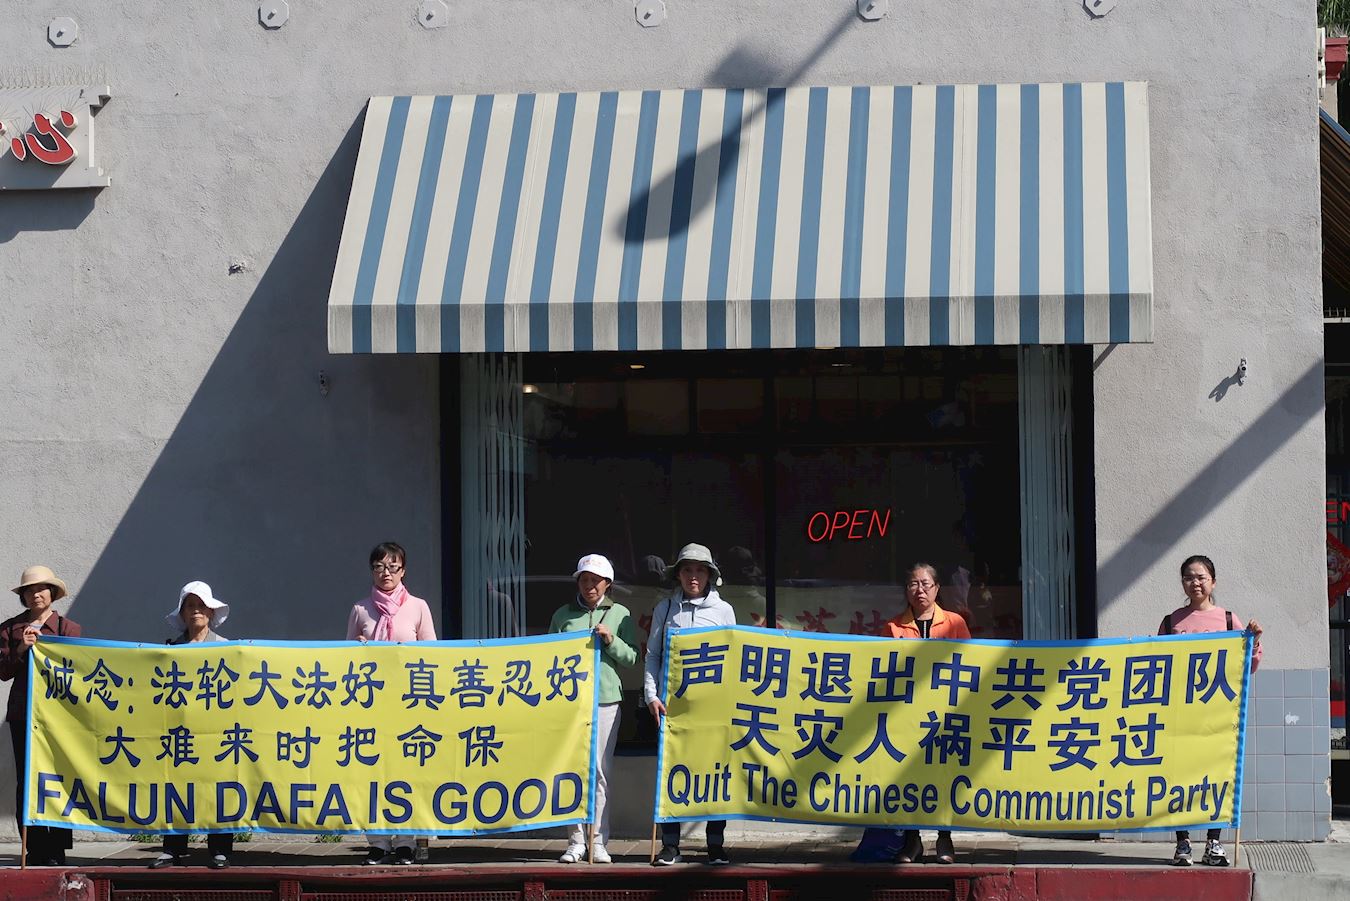 心
OPEN
诚念:法轮大法好 真善忍好
大难来时把命保
FALUN DAFA IS GOOD
声明退出中共党团队
天灾人祸平安过
Quit The Chinese Communist Party